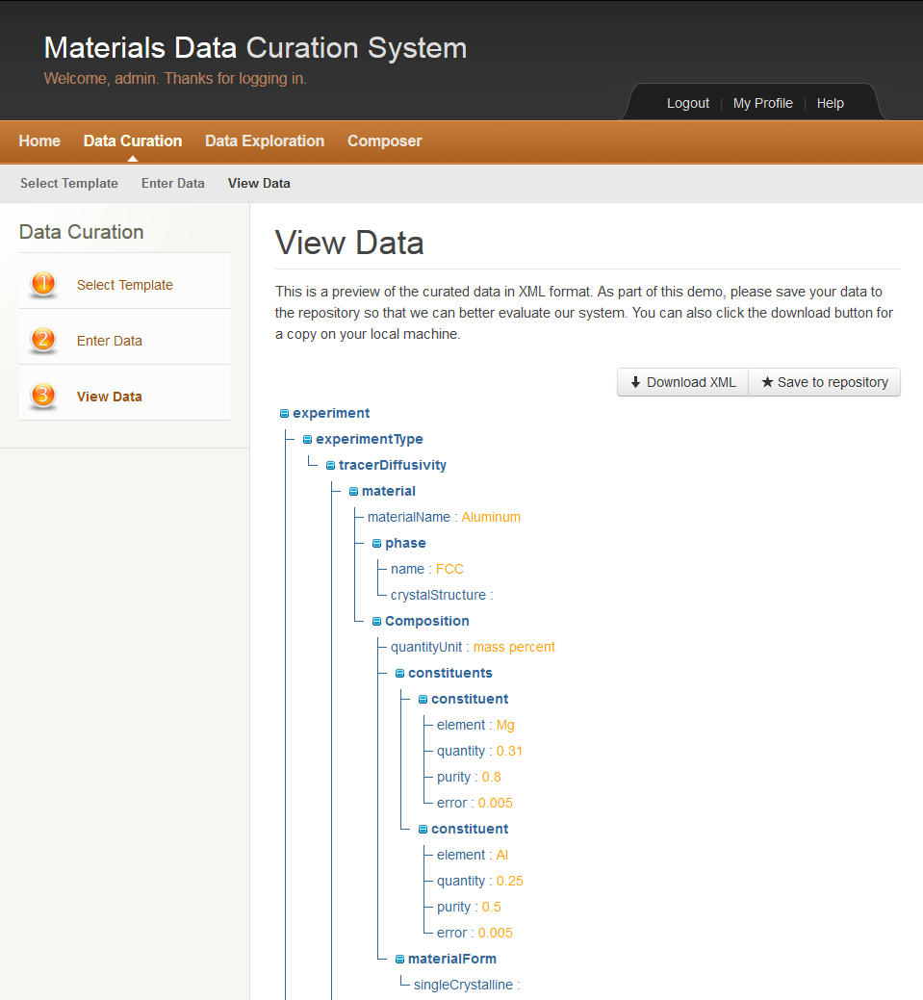 Materials Data Curation System
Welcome, admin. Thanks for logging in.
Logout | My Profile | Help
Home Data Curation Data Exploration Composer
Select Template Enter Data View Data
Data Curation
1 Select Template
2 Enter Data
3 View Data
View Data
This is a preview of the curated data in XML format. As part of this demo, please save your data to
the repository so that we can better evaluate our system. You can also click the download button for
a copy on your local machine.
Download XML Save to repository
experiment
experimentType
tracerDiffusivity
material
materialName : Aluminum
phase
name : FCC
crystalStructure :
Composition
quantityUnit : mass percent
constituents
constituent
element : Mg
quantity : 0.31
purity : 0.8
error : 0.005
constituent
element : Al
quantity : 0.25
purity : 0.5
error : 0.005
materialForm
singleCrystalline :